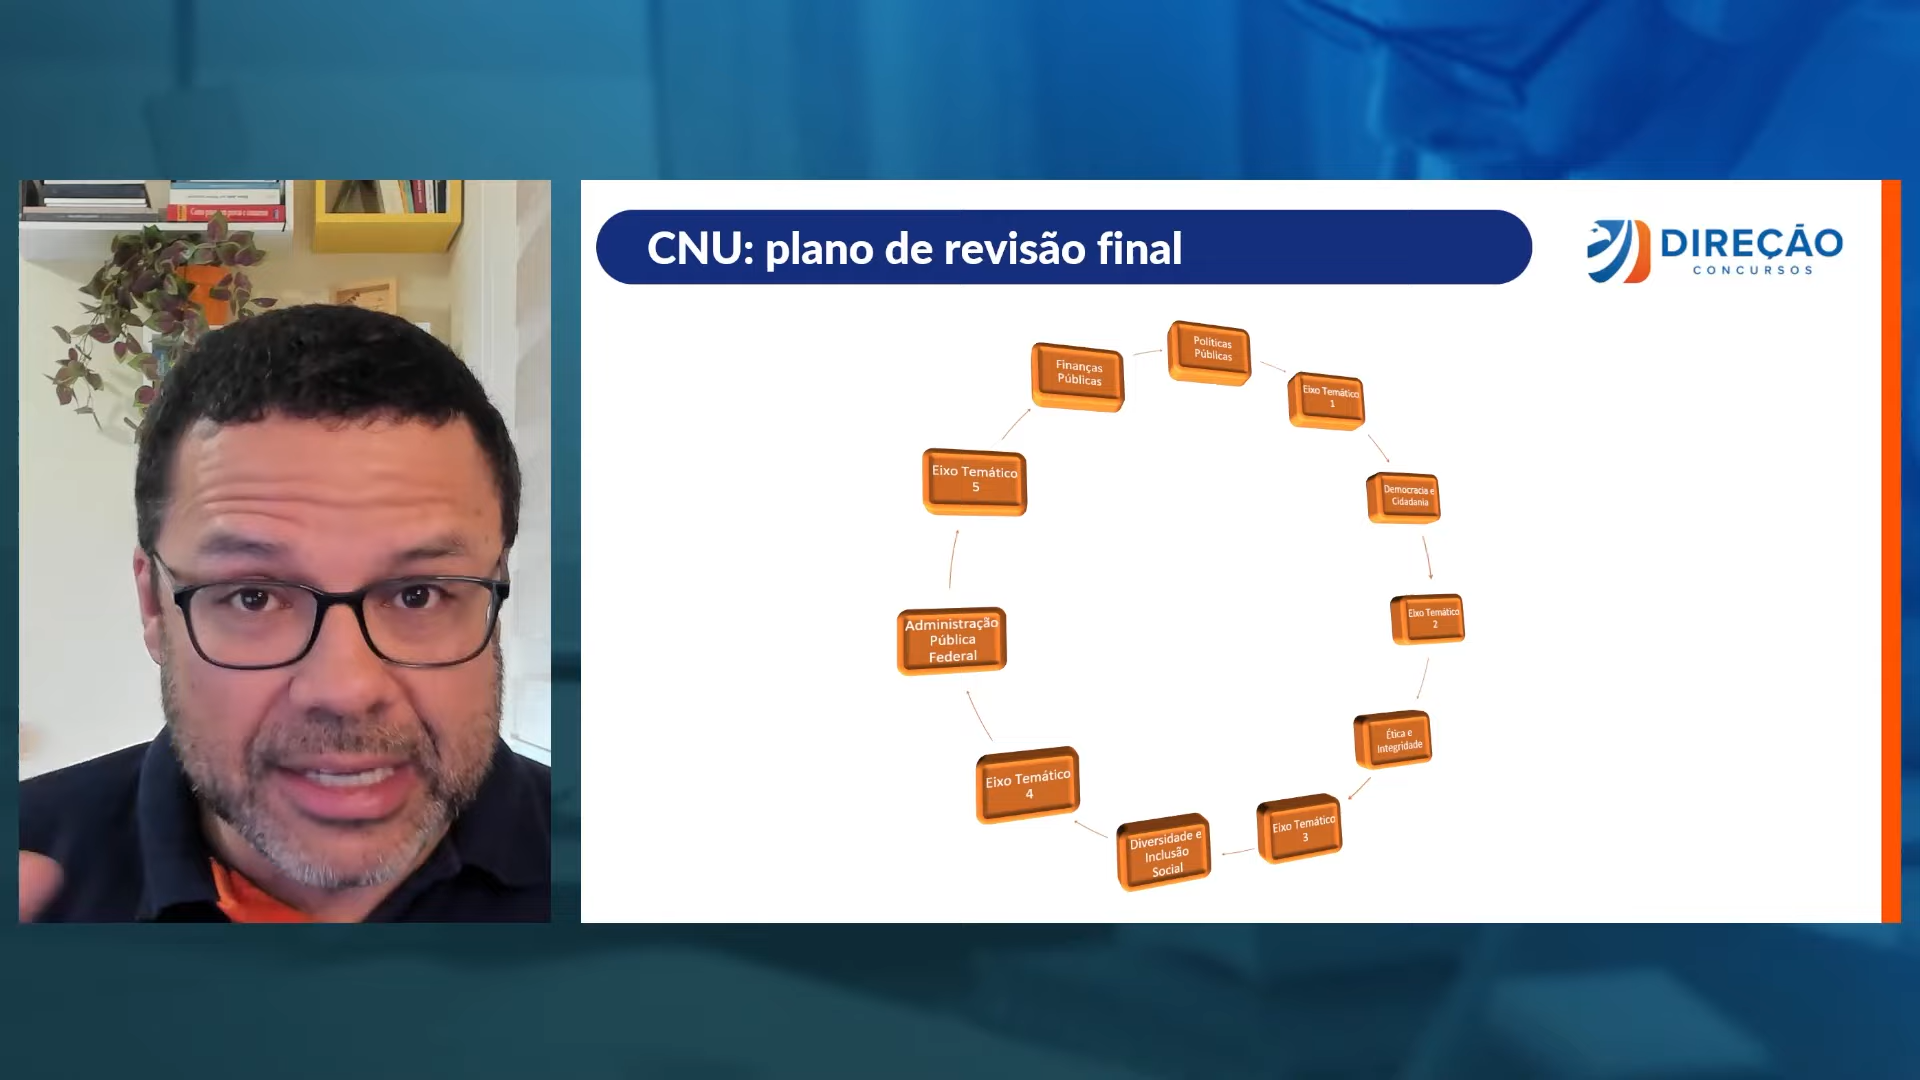 CNU: plano de revisão final
DIREÇÃO
CONCURSOS
Políticas
Públicas
Eixo Temático
1
Democracia e
Cidadania
Eixo Temático
2
Ética e
Integridade
Eixo Temático
3
Diversidade e
Inclusão
Social
Eixo Temático
4
Administração
Pública
Federal
Eixo Temático
5
Finanças
Públicas